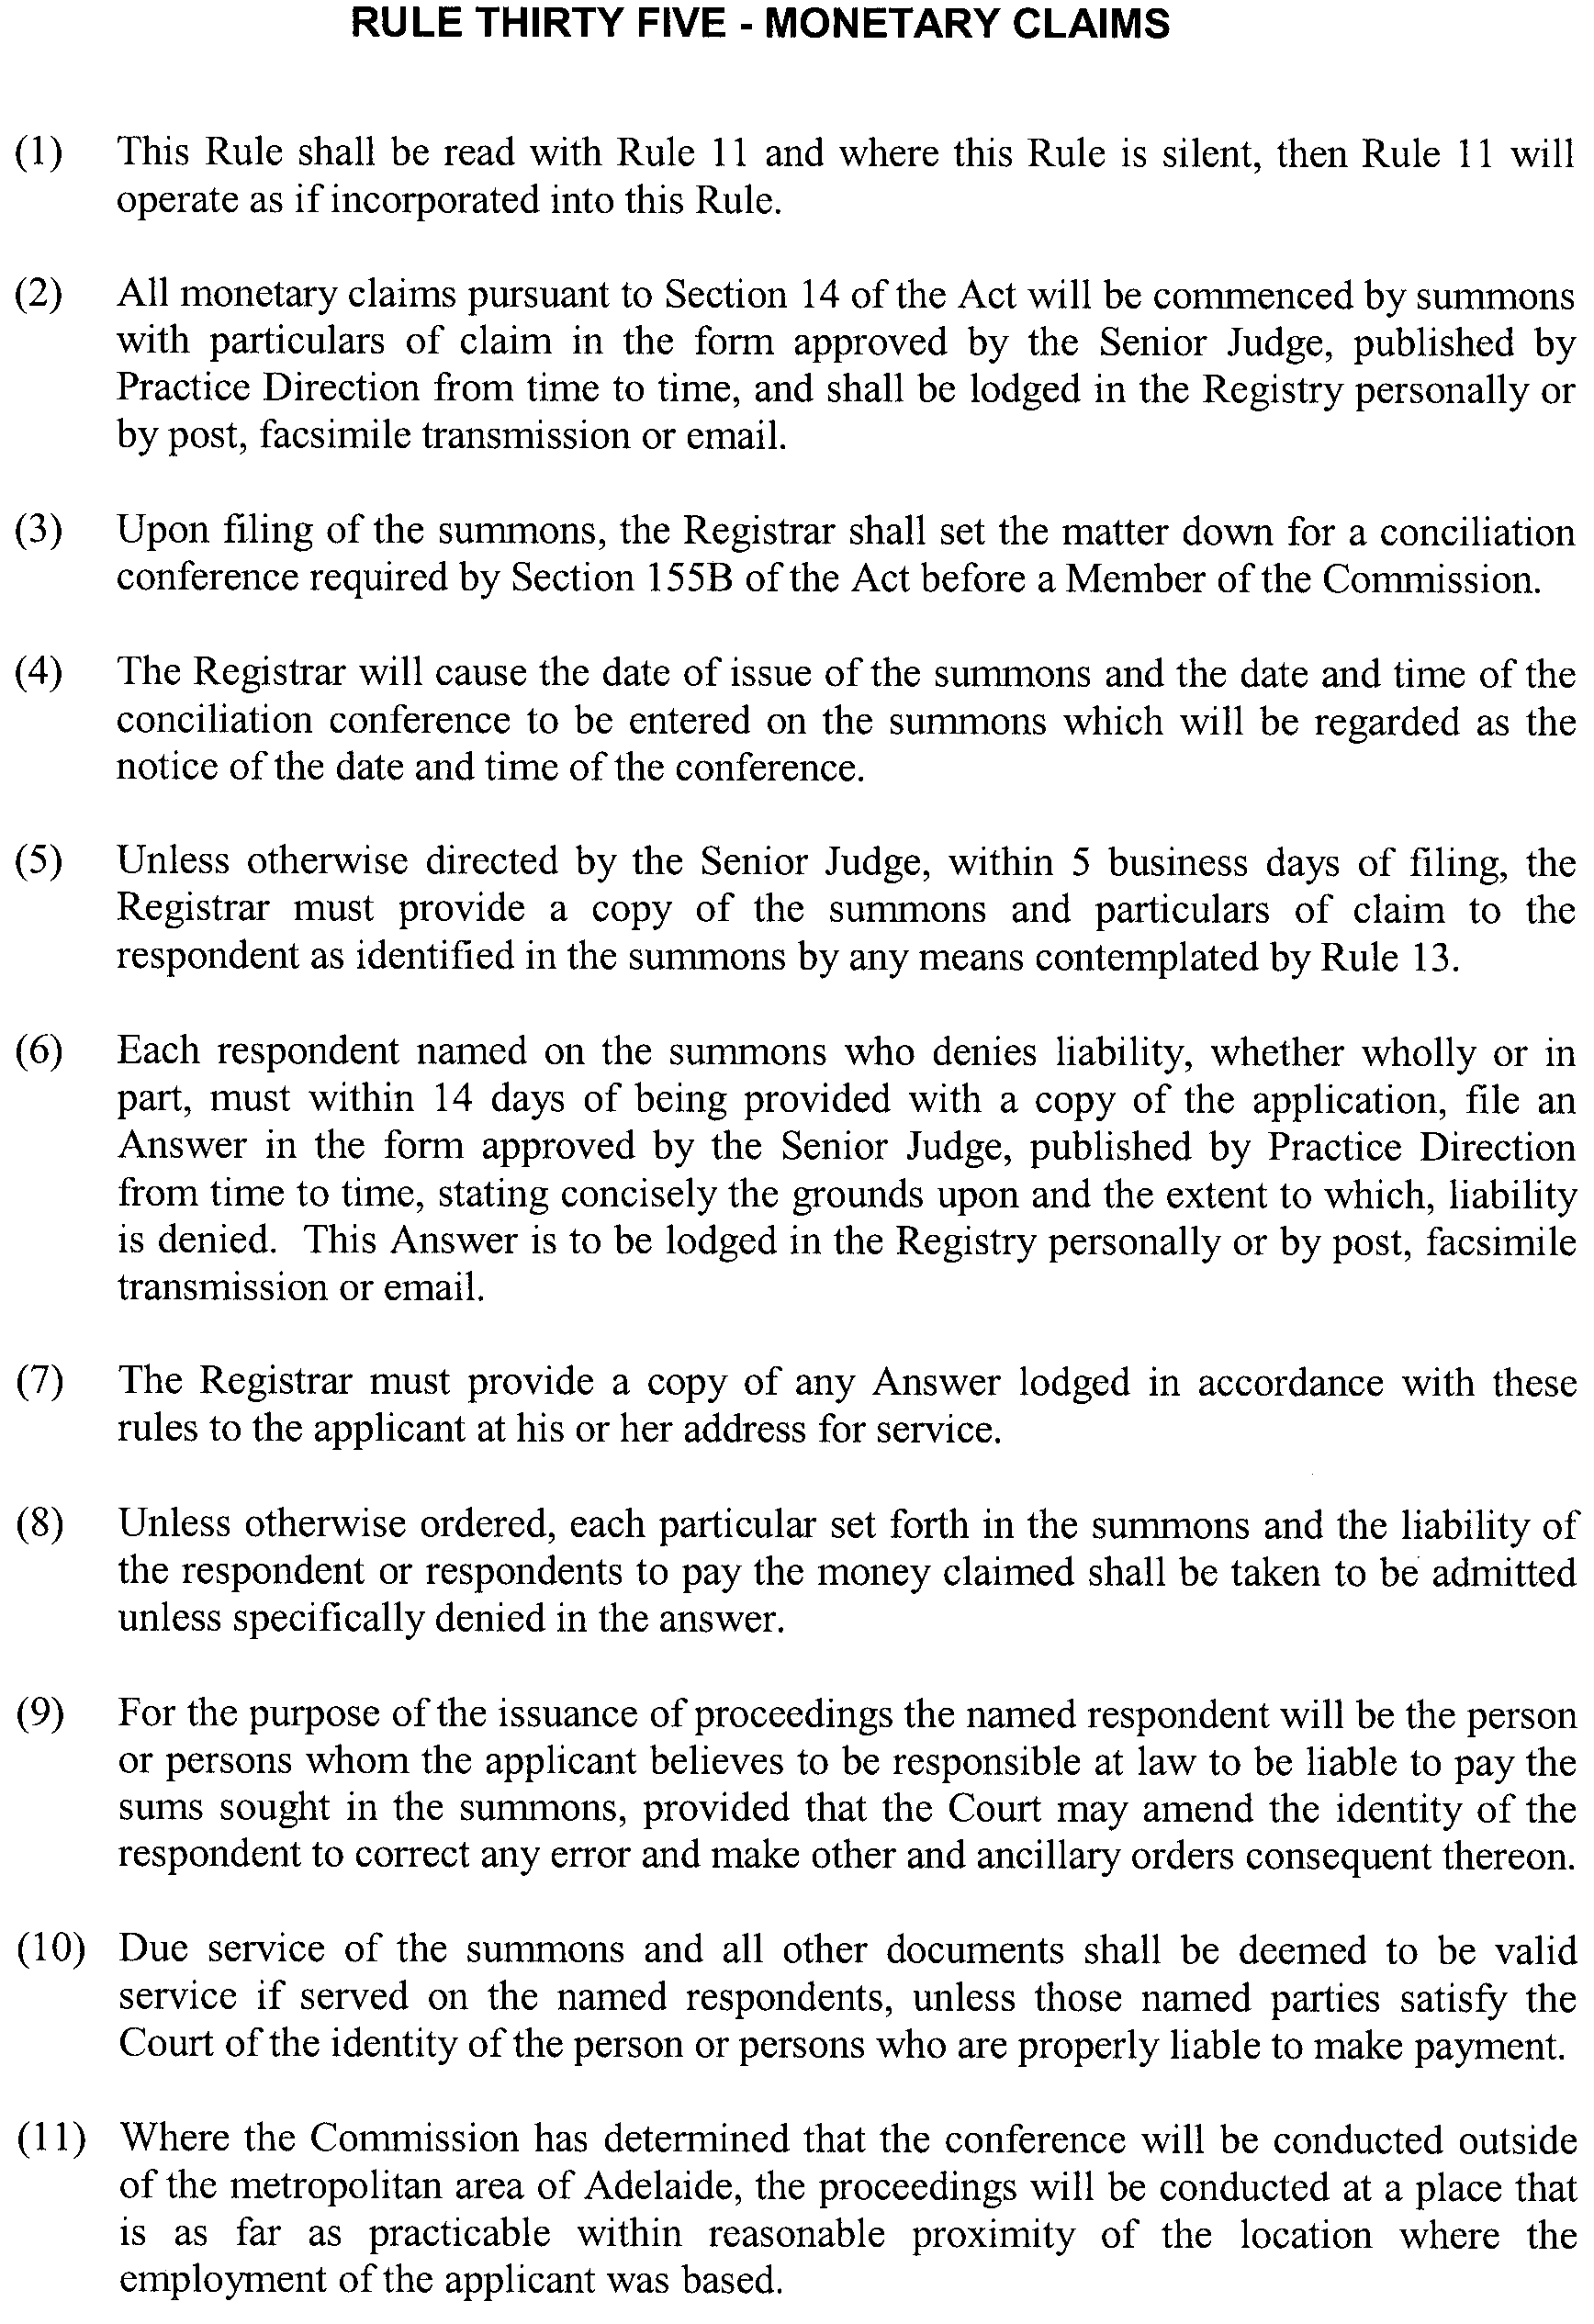 RULE THIRTY FIVE - MONETARY CLAIMS
(1) This Rule shall be read with Rule 11 and where this Rule is silent, then Rule 11 will
operate as if incorporated into this Rule.
(2) All monetary claims pursuant to Section 14 of the Act will be commenced by summons
with particulars of claim in the form approved by the Senior Judge, published by
Practice Direction from time to time, and shall be lodged in the Registry personally or
by post, facsimile transmission or email.
(3) Upon filing of the summons, the Registrar shall set the matter down for a conciliation
conference required by Section 155B of the Act before a Member of the Commission.
(4) The Registrar will cause the date of issue of the summons and the date and time of the
conciliation conference to be entered on the summons which will be regarded as the
notice of the date and time of the conference.
(5) Unless otherwise directed by the Senior Judge, within 5 business days of filing, the
Registrar must provide a copy of the summons and particulars of claim to the
respondent as identified in the summons by any means contemplated by Rule 13.
(6) Each respondent named on the summons who denies liability, whether wholly or in
part, must within 14 days of being provided with a copy of the application, file an
Answer in the form approved by the Senior Judge, published by Practice Direction
from time to time, stating concisely the grounds upon and the extent to which, liability
is denied. This Answer is to be lodged in the Registry personally or by post, facsimile
transmission or email.
(7) The Registrar must provide a copy of any Answer lodged in accordance with these
rules to the applicant at his or her address for service.
(8) Unless otherwise ordered, each particular set forth in the summons and the liability of
the respondent or respondents to pay the money claimed shall be taken to be admitted
unless specifically denied in the answer.
(9) For the purpose of the issuance of proceedings the named respondent will be the person
or persons whom the applicant believes to be responsible at law to be liable to pay the
sums sought in the summons, provided that the Court may amend the identity of the
respondent to correct any error and make other and ancillary orders consequent thereon.
(10) Due service of the summons and all other documents shall be deemed to be valid
service if served on the named respondents, unless those named parties satisfy the
Court of the identity of the person or persons who are properly liable to make payment.
(11) Where the Commission has determined that the conference will be conducted outside
of the metropolitan area of Adelaide, the proceedings will be conducted at a place that
is as far as practicable within reasonable proximity of the location where the
employment of the applicant was based.